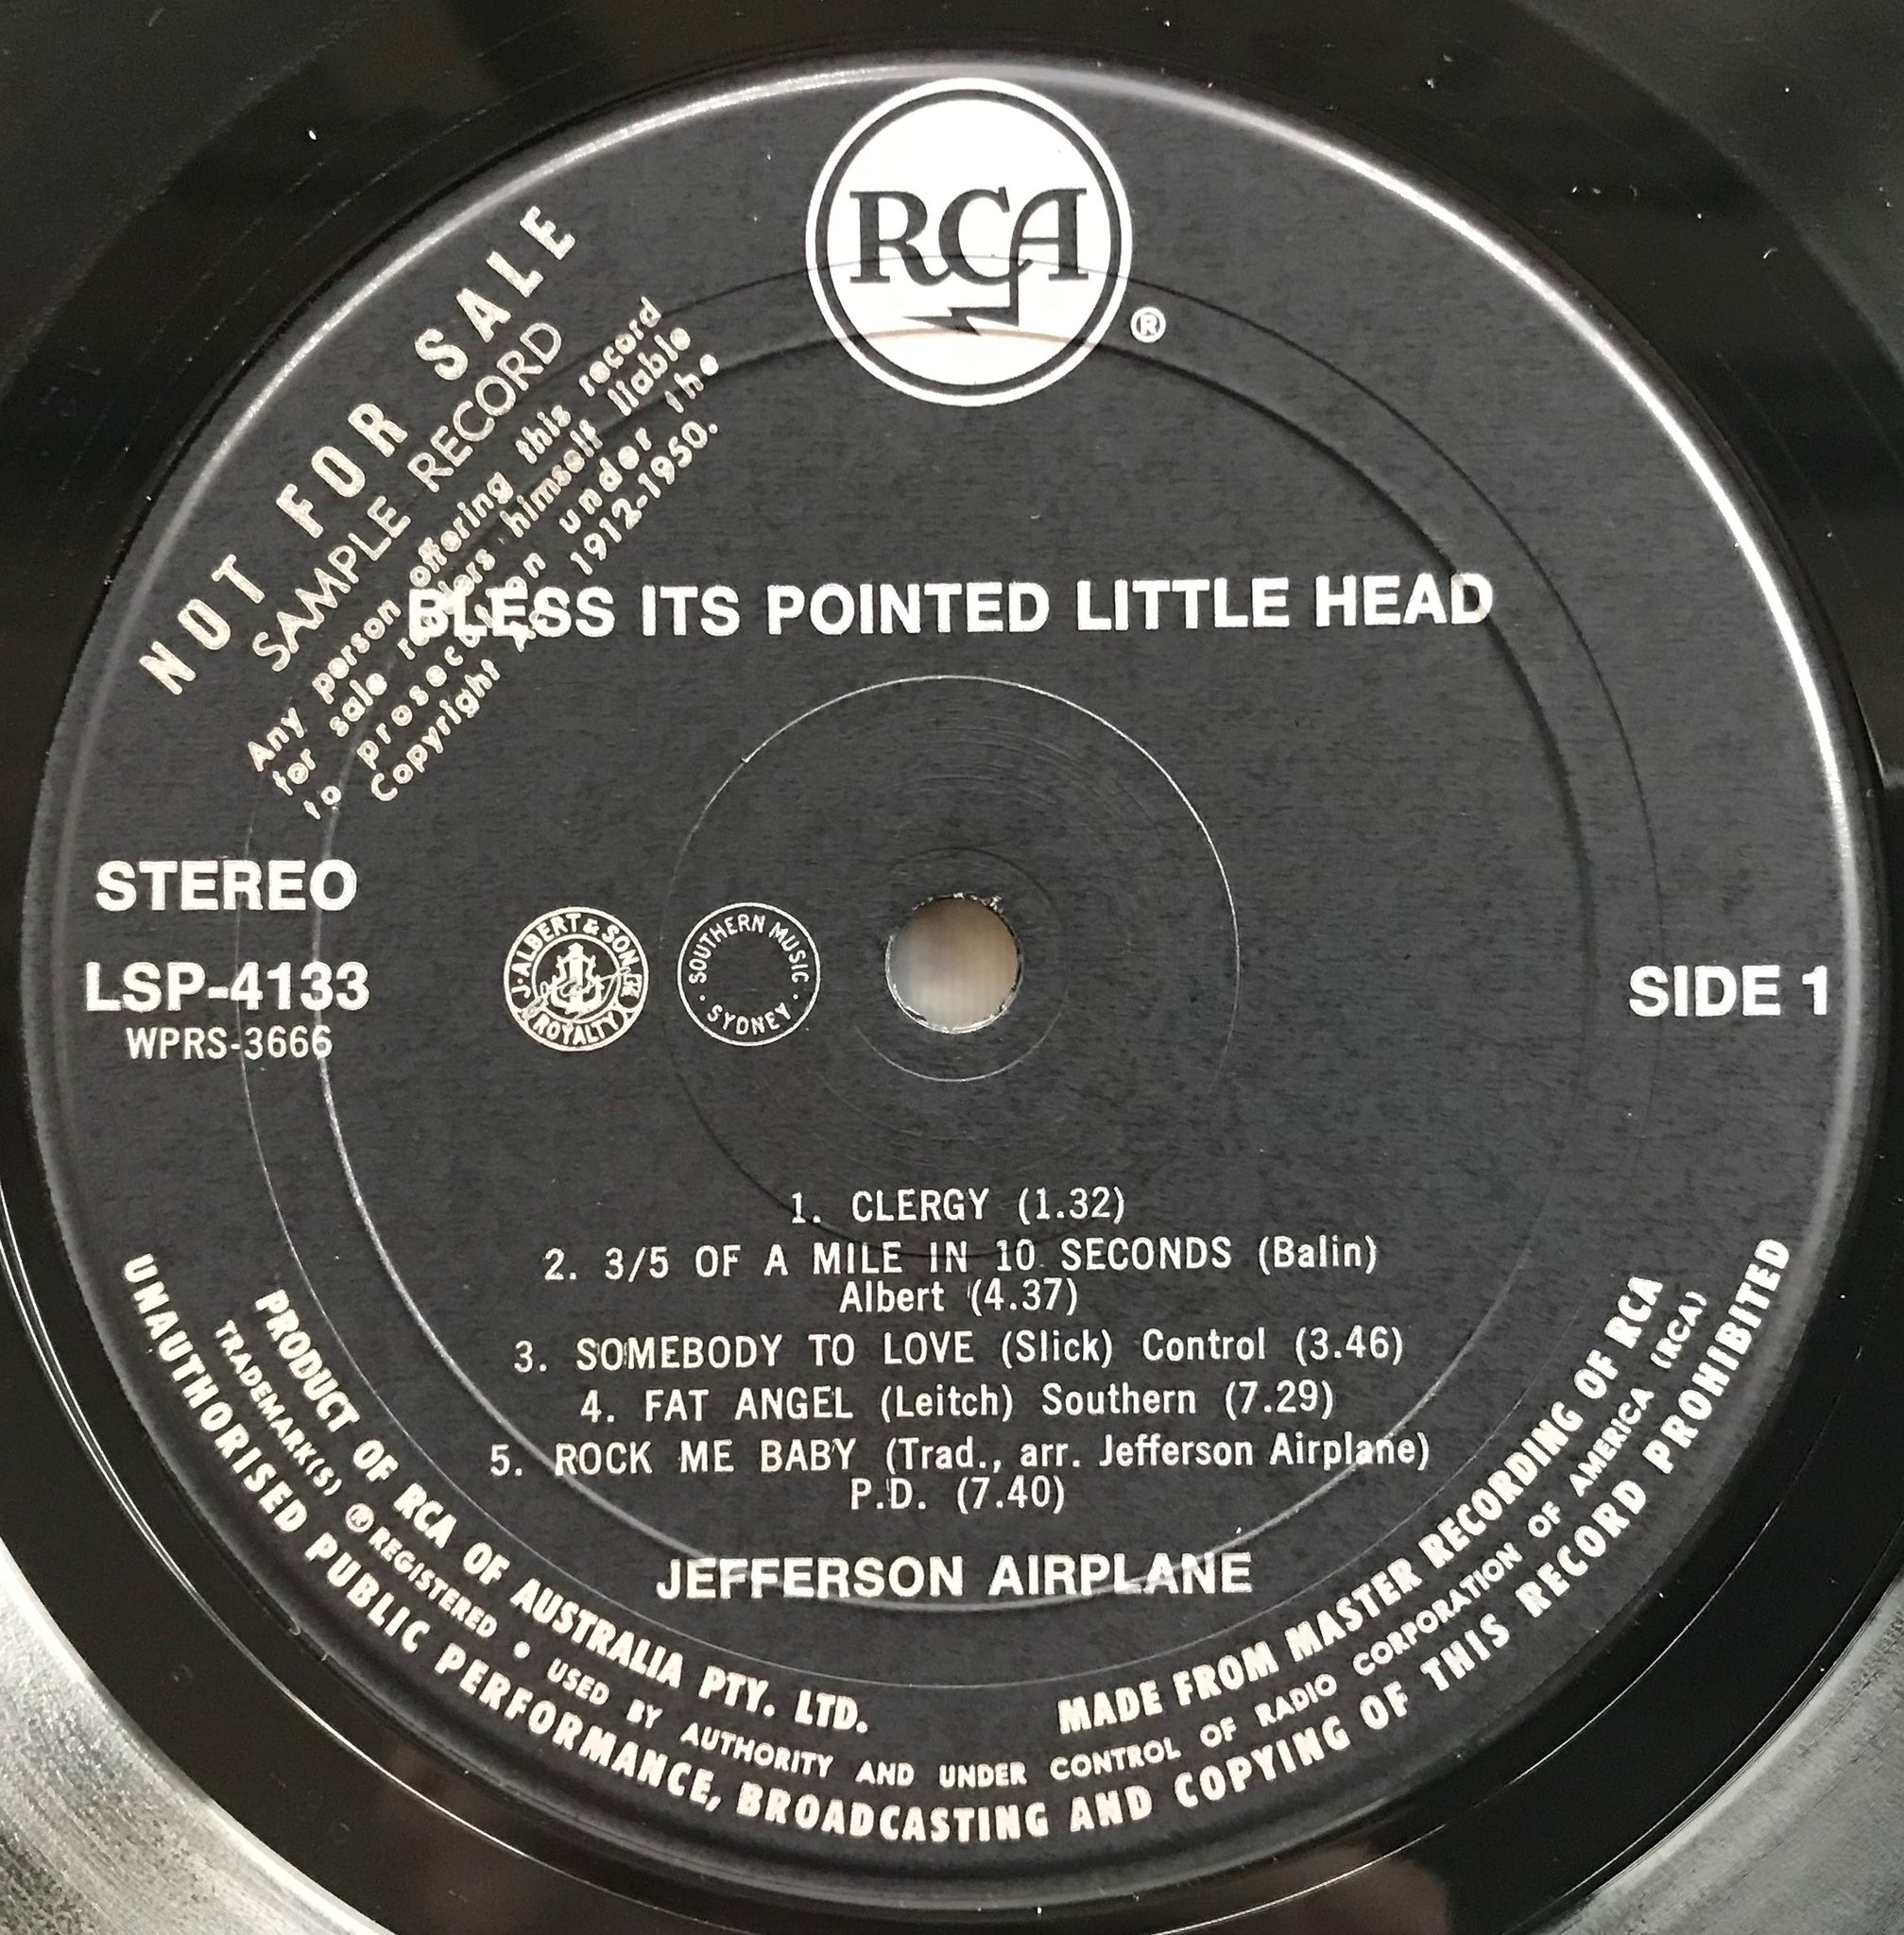 RCA
®
NOT FOR SALE
SAMPLE RECORD
Any person offering this record
for sale renders himself liable
to prosecution under the
Copyright Act 1912-1950.
BLESS ITS POINTED LITTLE HEAD
STEREO
LSP-4133
WPRS-3666
J. ALBERT & SON
ROYALTY
SOUTHERN MUSIC
· SYDNEY ·
SIDE 1
1. CLERGY (1.32)
2. 3/5 OF A MILE IN 10 SECONDS (Balin)
Albert (4.37)
3. SOMEBODY TO LOVE (Slick) Control (3.46)
4. FAT ANGEL (Leitch) Southern (7.29)
5. ROCK ME BABY (Trad., arr. Jefferson Airplane)
P.D. (7.40)
JEFFERSON AIRPLANE
PRODUCT OF RCA OF AUSTRALIA PTY. LTD.
MADE FROM MASTER RECORDING OF RCA
TRADEMARK(S) ® REGISTERED • USED BY AUTHORITY AND UNDER CONTROL OF RADIO CORPORATION OF AMERICA (RCA)
UNAUTHORISED PUBLIC PERFORMANCE, BROADCASTING AND COPYING OF THIS RECORD PROHIBITED